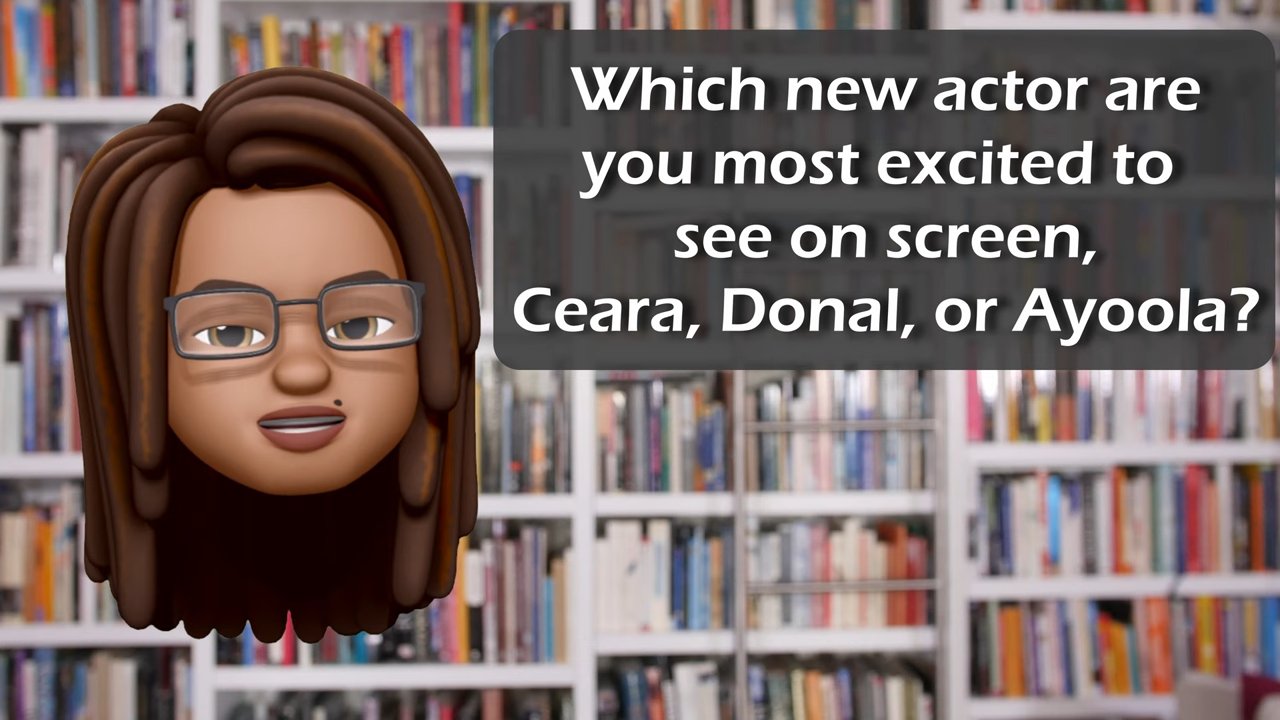 Which new actor are
you most excited to
see on screen,
Ceara, Donal, or Ayoola?